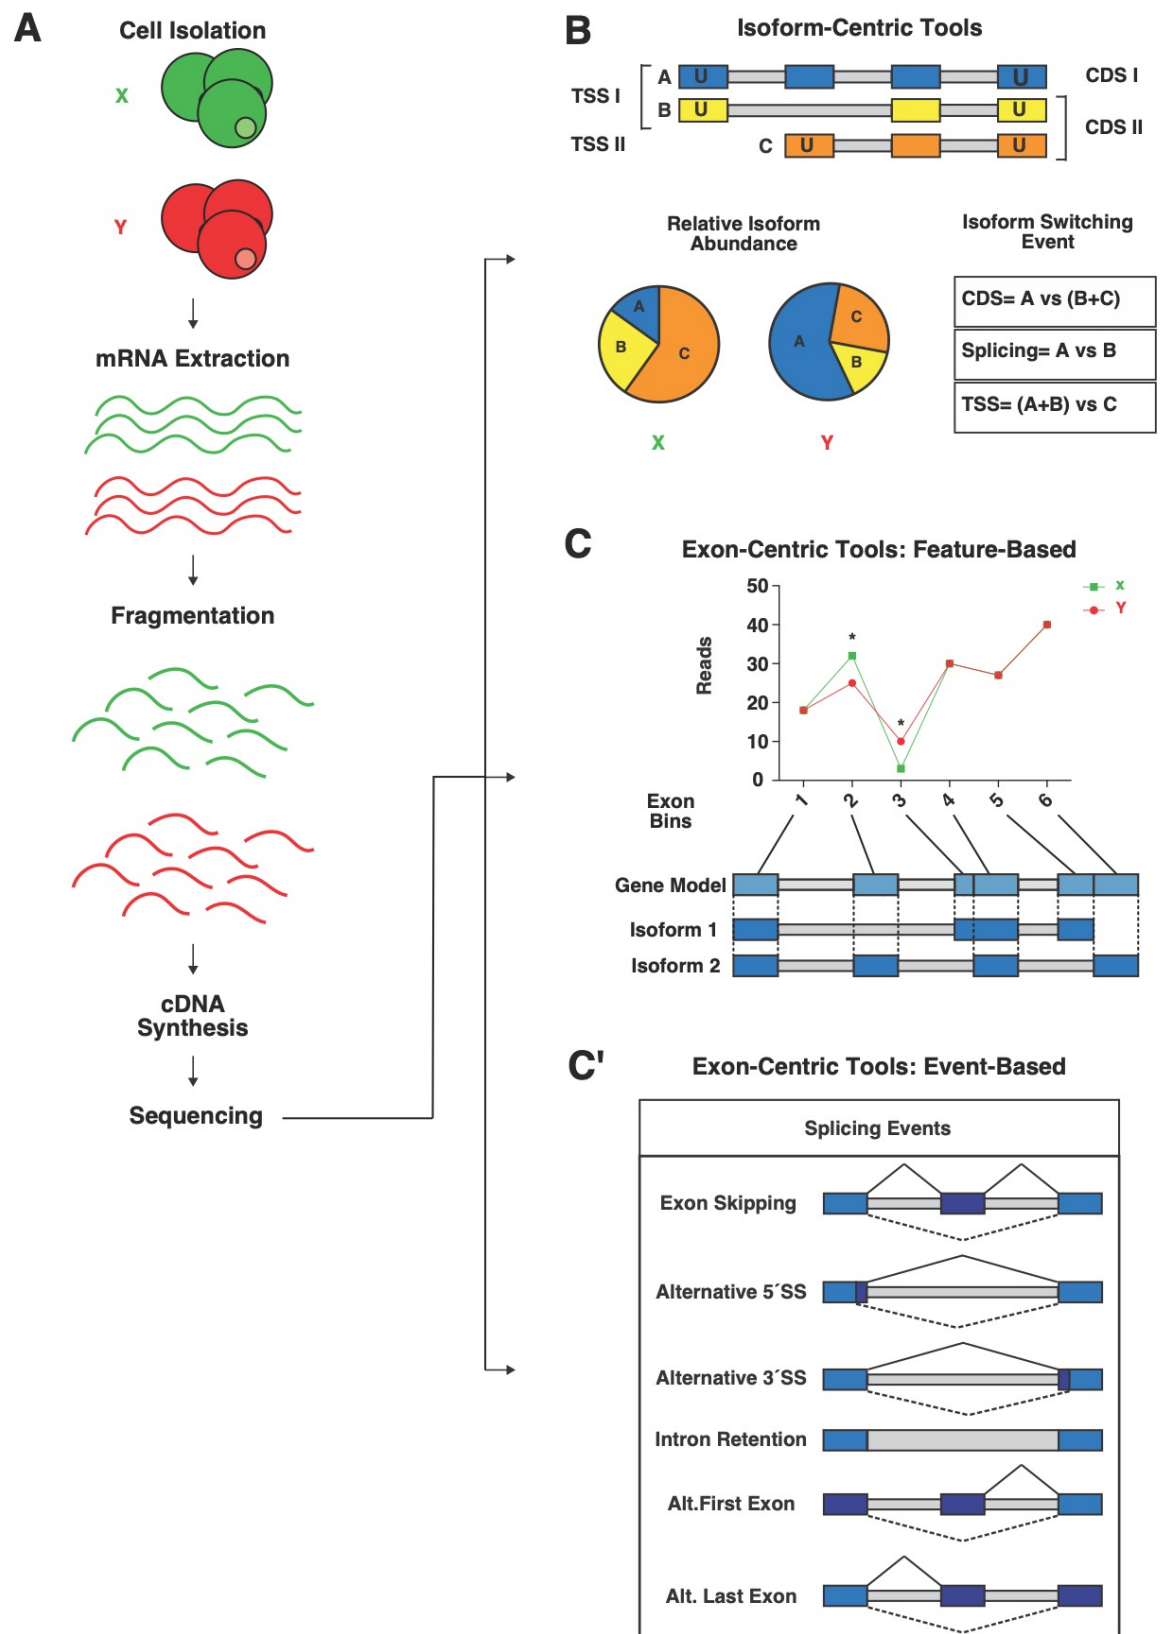 A
Cell Isolation
X
Y
mRNA Extraction
Fragmentation
cDNA
Synthesis
Sequencing
B
Isoform-Centric Tools
TSS I
A
U
U
CDS I
B
U
U
CDS II
TSS II
C
U
U
Relative Isoform
Abundance
A
B
C
X
A
C
B
Y
Isoform Switching
Event
CDS= A vs (B+C)
Splicing= A vs B
TSS= (A+B) vs C
C
Exon-Centric Tools: Feature-Based
Reads
50
40
30
20
10
0
*
*
x
Y
Exon
Bins
1
2
3
4
5
6
Gene Model
Isoform 1
Isoform 2
C'
Exon-Centric Tools: Event-Based
Splicing Events
Exon Skipping
Alternative 5´SS
Alternative 3´SS
Intron Retention
Alt.First Exon
Alt. Last Exon